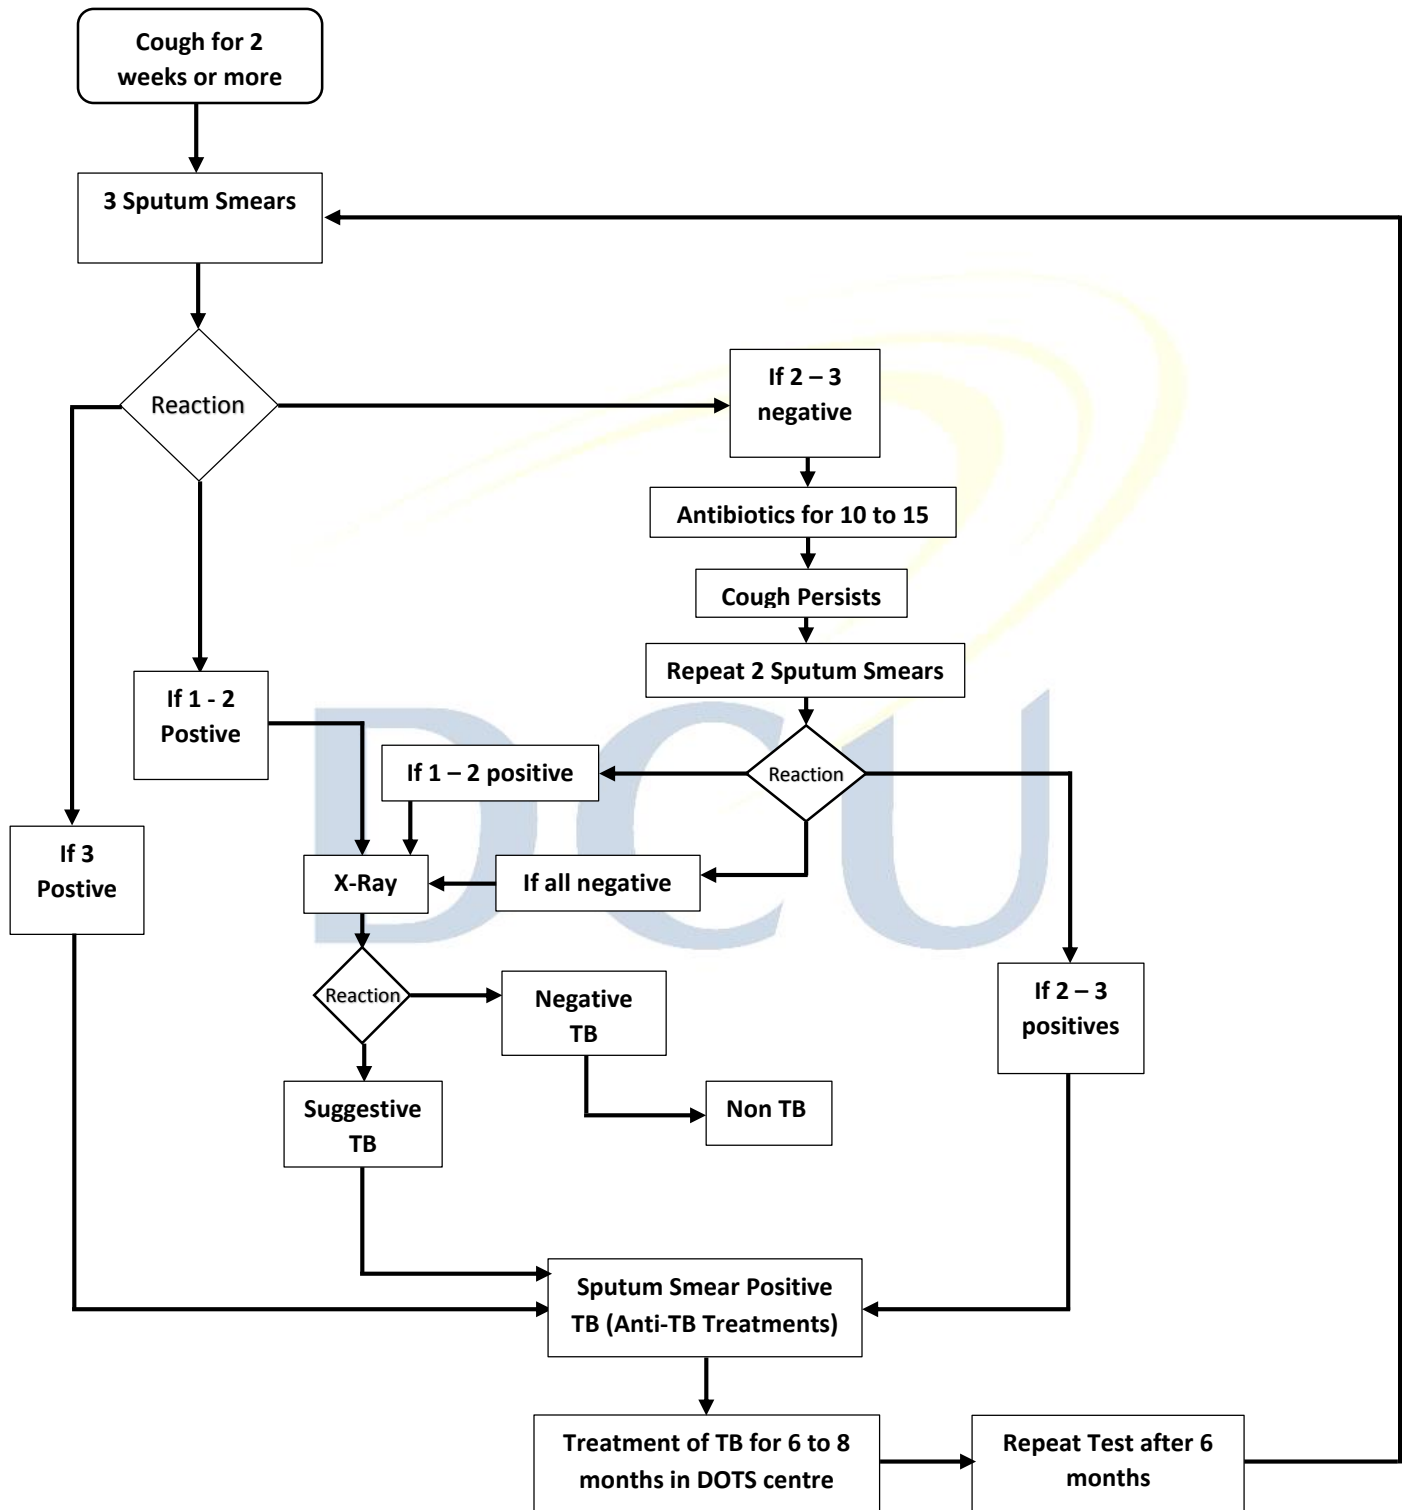 Cough for 2
weeks or more
3 Sputum Smears
Reaction
If 2 – 3
negative
Antibiotics for 10 to 15
Cough Persists
Repeat 2 Sputum Smears
If 1 - 2
Postive
If 1 – 2 positive
Reaction
If 3
Postive
X-Ray
If all negative
DCU
Reaction
Negative
TB
If 2 – 3
positives
Suggestive
TB
Non TB
Sputum Smear Positive
TB (Anti-TB Treatments)
Treatment of TB for 6 to 8
months in DOTS centre
Repeat Test after 6
months